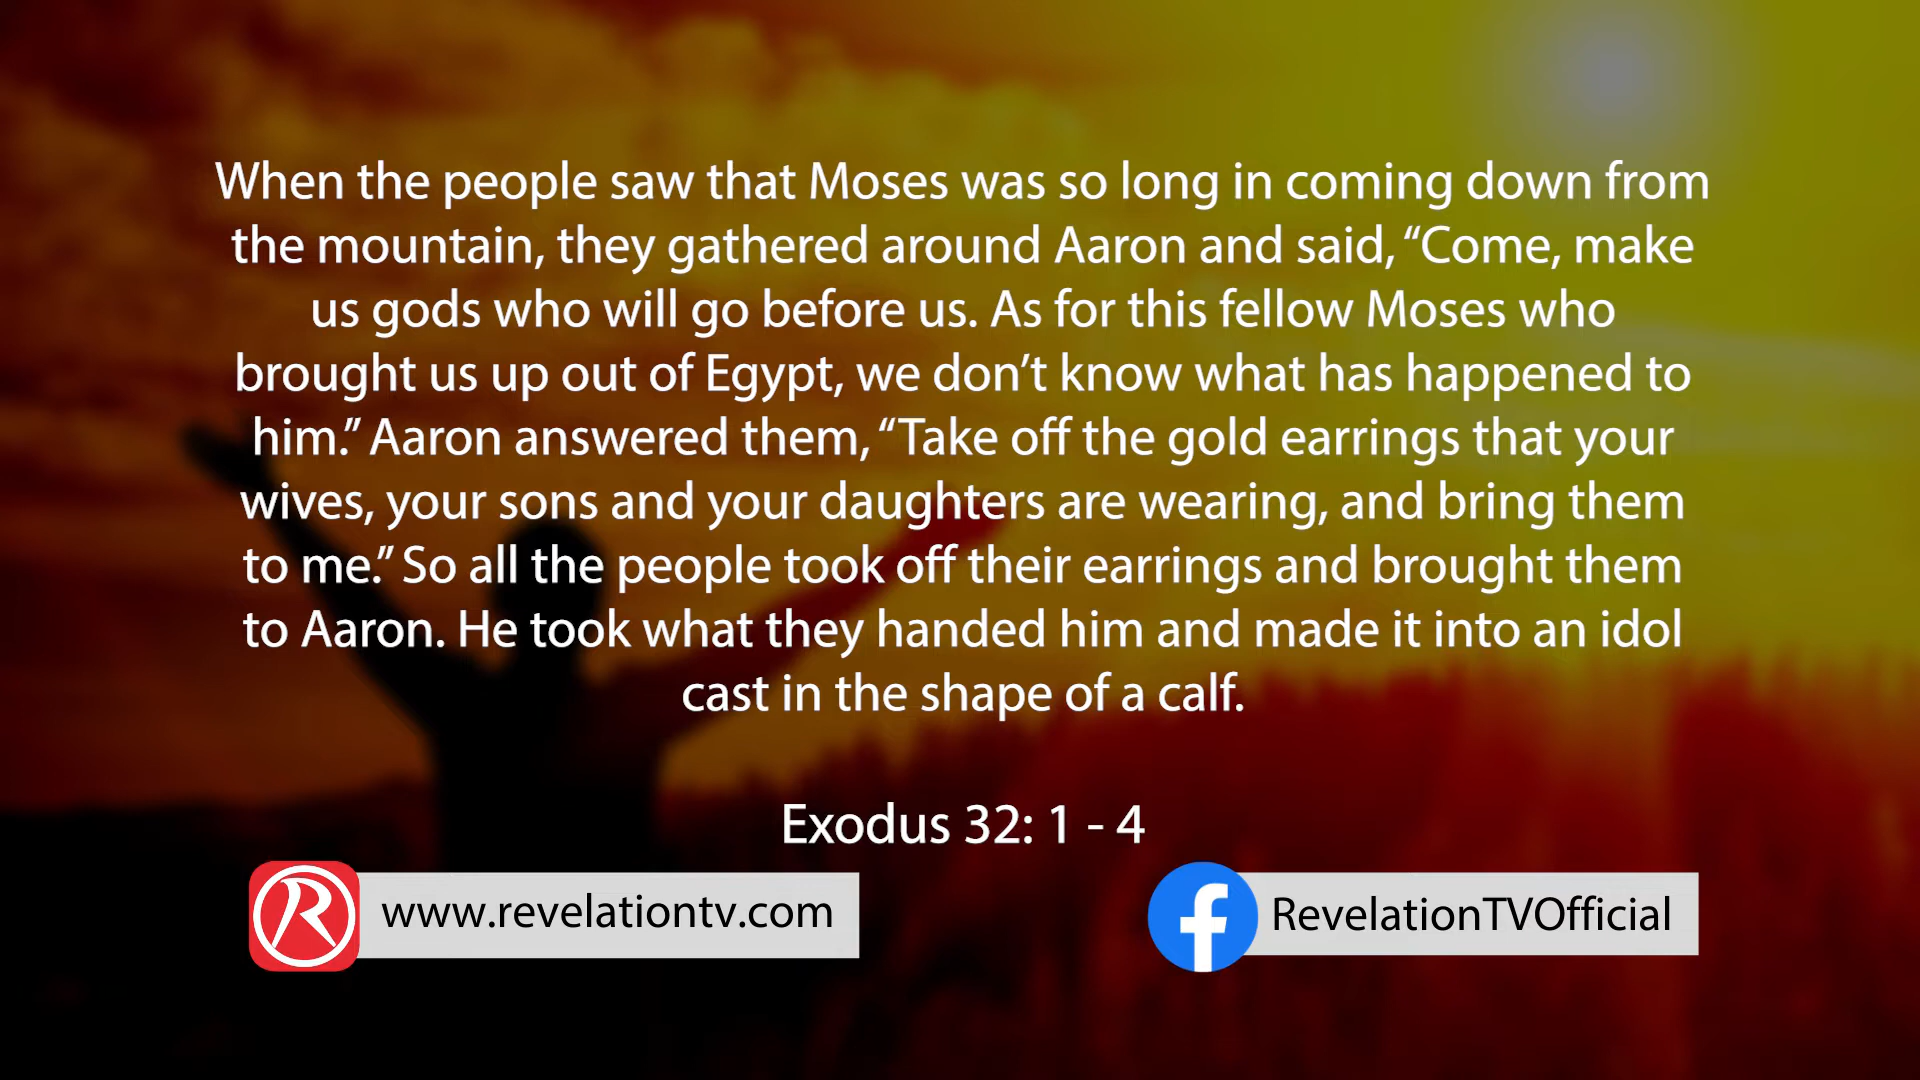 When the people saw that Moses was so long in coming down from
the mountain, they gathered around Aaron and said, “Come, make
us gods who will go before us. As for this fellow Moses who
brought us up out of Egypt, we don’t know what has happened to
him.” Aaron answered them, “Take off the gold earrings that your
wives, your sons and your daughters are wearing, and bring them
to me.” So all the people took off their earrings and brought them
to Aaron. He took what they handed him and made it into an idol
cast in the shape of a calf.
Exodus 32: 1 - 4
www.revelationtv.com
RevelationTVOfficial